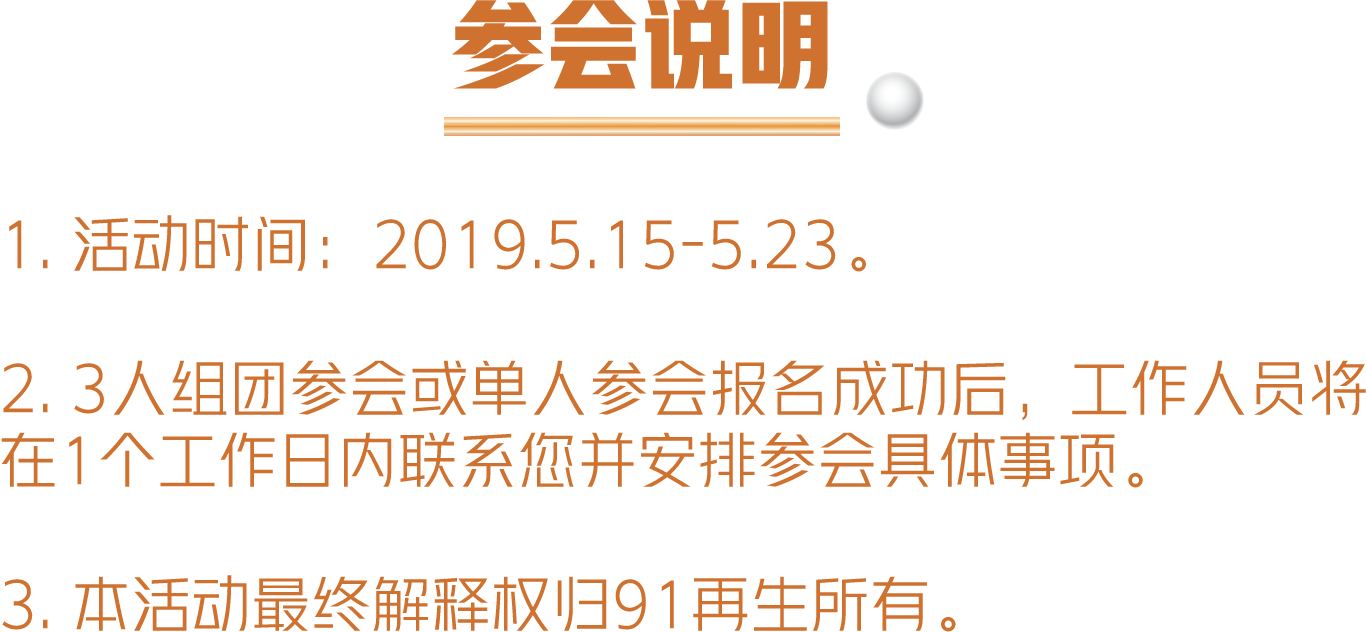 参会说明
1. 活动时间：2019.5.15-5.23。
2. 3人组团参会或单人参会报名成功后，工作人员将
在1个工作日内联系您并安排参会具体事项。
3. 本活动最终解释权归91再生所有。